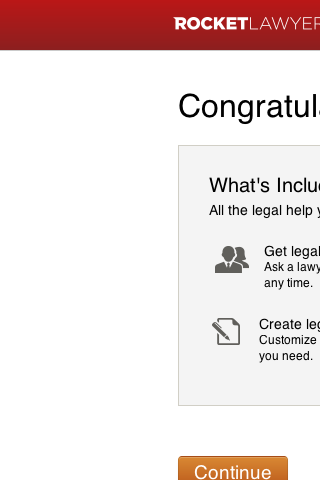 ROCKETLAWYER
Congratul
What's Inclu
All the legal help
Get legal
Ask a lawy
any time.
Create leg
Customize
you need.
Continue